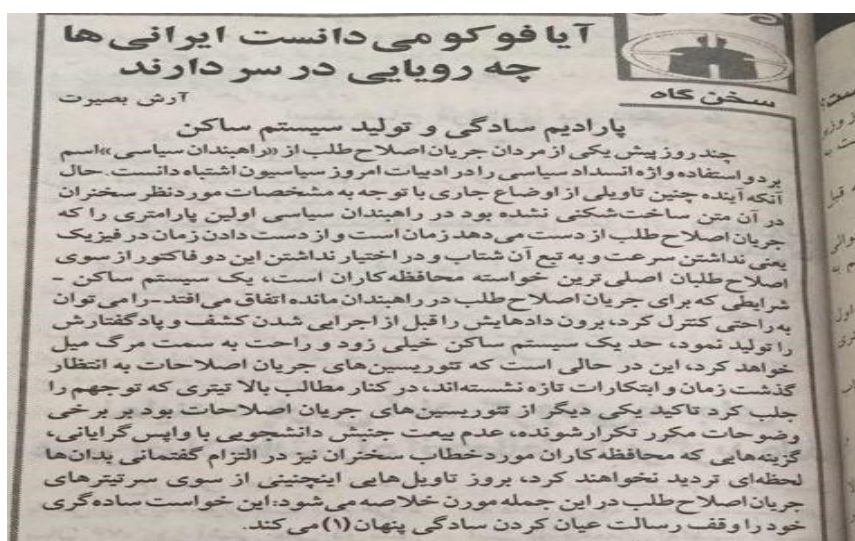 آیا فوکو می‌دانست ایرانی‌ها
چه رویایی در سر دارند
سخن گاه
آرش بصیرت
پارادیم سادگی و تولید سیستم ساکن
چند روز پیش یکی از مردان جریان اصلاح‌طلب از «راهبندان سیاسی» اسم
برد و استفاده واژه انسداد سیاسی را در ادبیات امروز سیاسیون اشتباه دانست. حال
آنکه آینده چنین تاویلی از اوضاع جاری با توجه به مشخصات موردنظر سخنران
در آن متن ساخت‌شکنی نشده بود در راهبندان سیاسی اولین پارامتری را که
جریان اصلاح‌طلب از دست می‌دهد زمان است و از دست دادن زمان در فیزیک
یعنی نداشتن سرعت و به تبع آن شتاب و در اختیار نداشتن این دو فاکتور از سوی
اصلاح‌طلبان اصلی‌ترین خواسته محافظه‌کاران است، یک سیستم ساکن -
شرایطی که برای جریان اصلاح‌طلب در راهبندان مانده اتفاق می‌افتد-را می‌توان
به راحتی کنترل کرد، برون دادهایش را قبل از اجرایی شدن کشف و پادگفتارش
را تولید نمود، حد یک سیستم ساکن خیلی زود و راحت به سمت مرگ میل
خواهد کرد، این در حالی است که تئوریسین‌های جریان اصلاحات به انتظار
گذشت زمان و ابتکارات تازه نشسته‌اند، در کنار مطالب بالا تیتری که توجهم را
جلب کرد تاکید یکی دیگر از تئوریسین‌های جریان اصلاحات بود بر برخی
وضوحات مکرر تکرارشونده، عدم بیعت جنبش دانشجویی با واپس‌گرایانی،
گزینه‌هایی که محافظه‌کاران مورد خطاب سخنران نیز در التزام گفتمانی بدان‌ها
لحظه‌ای تردید نخواهند کرد، بروز تاویل‌هایی اینچنینی از سوی سرتیترهای
جریان اصلاح‌طلب در این جمله مورن خلاصه می‌شود: این خواست ساده‌گری
خود را وقف رسالت عیان کردن سادگی پنهان (۱) می‌کند.